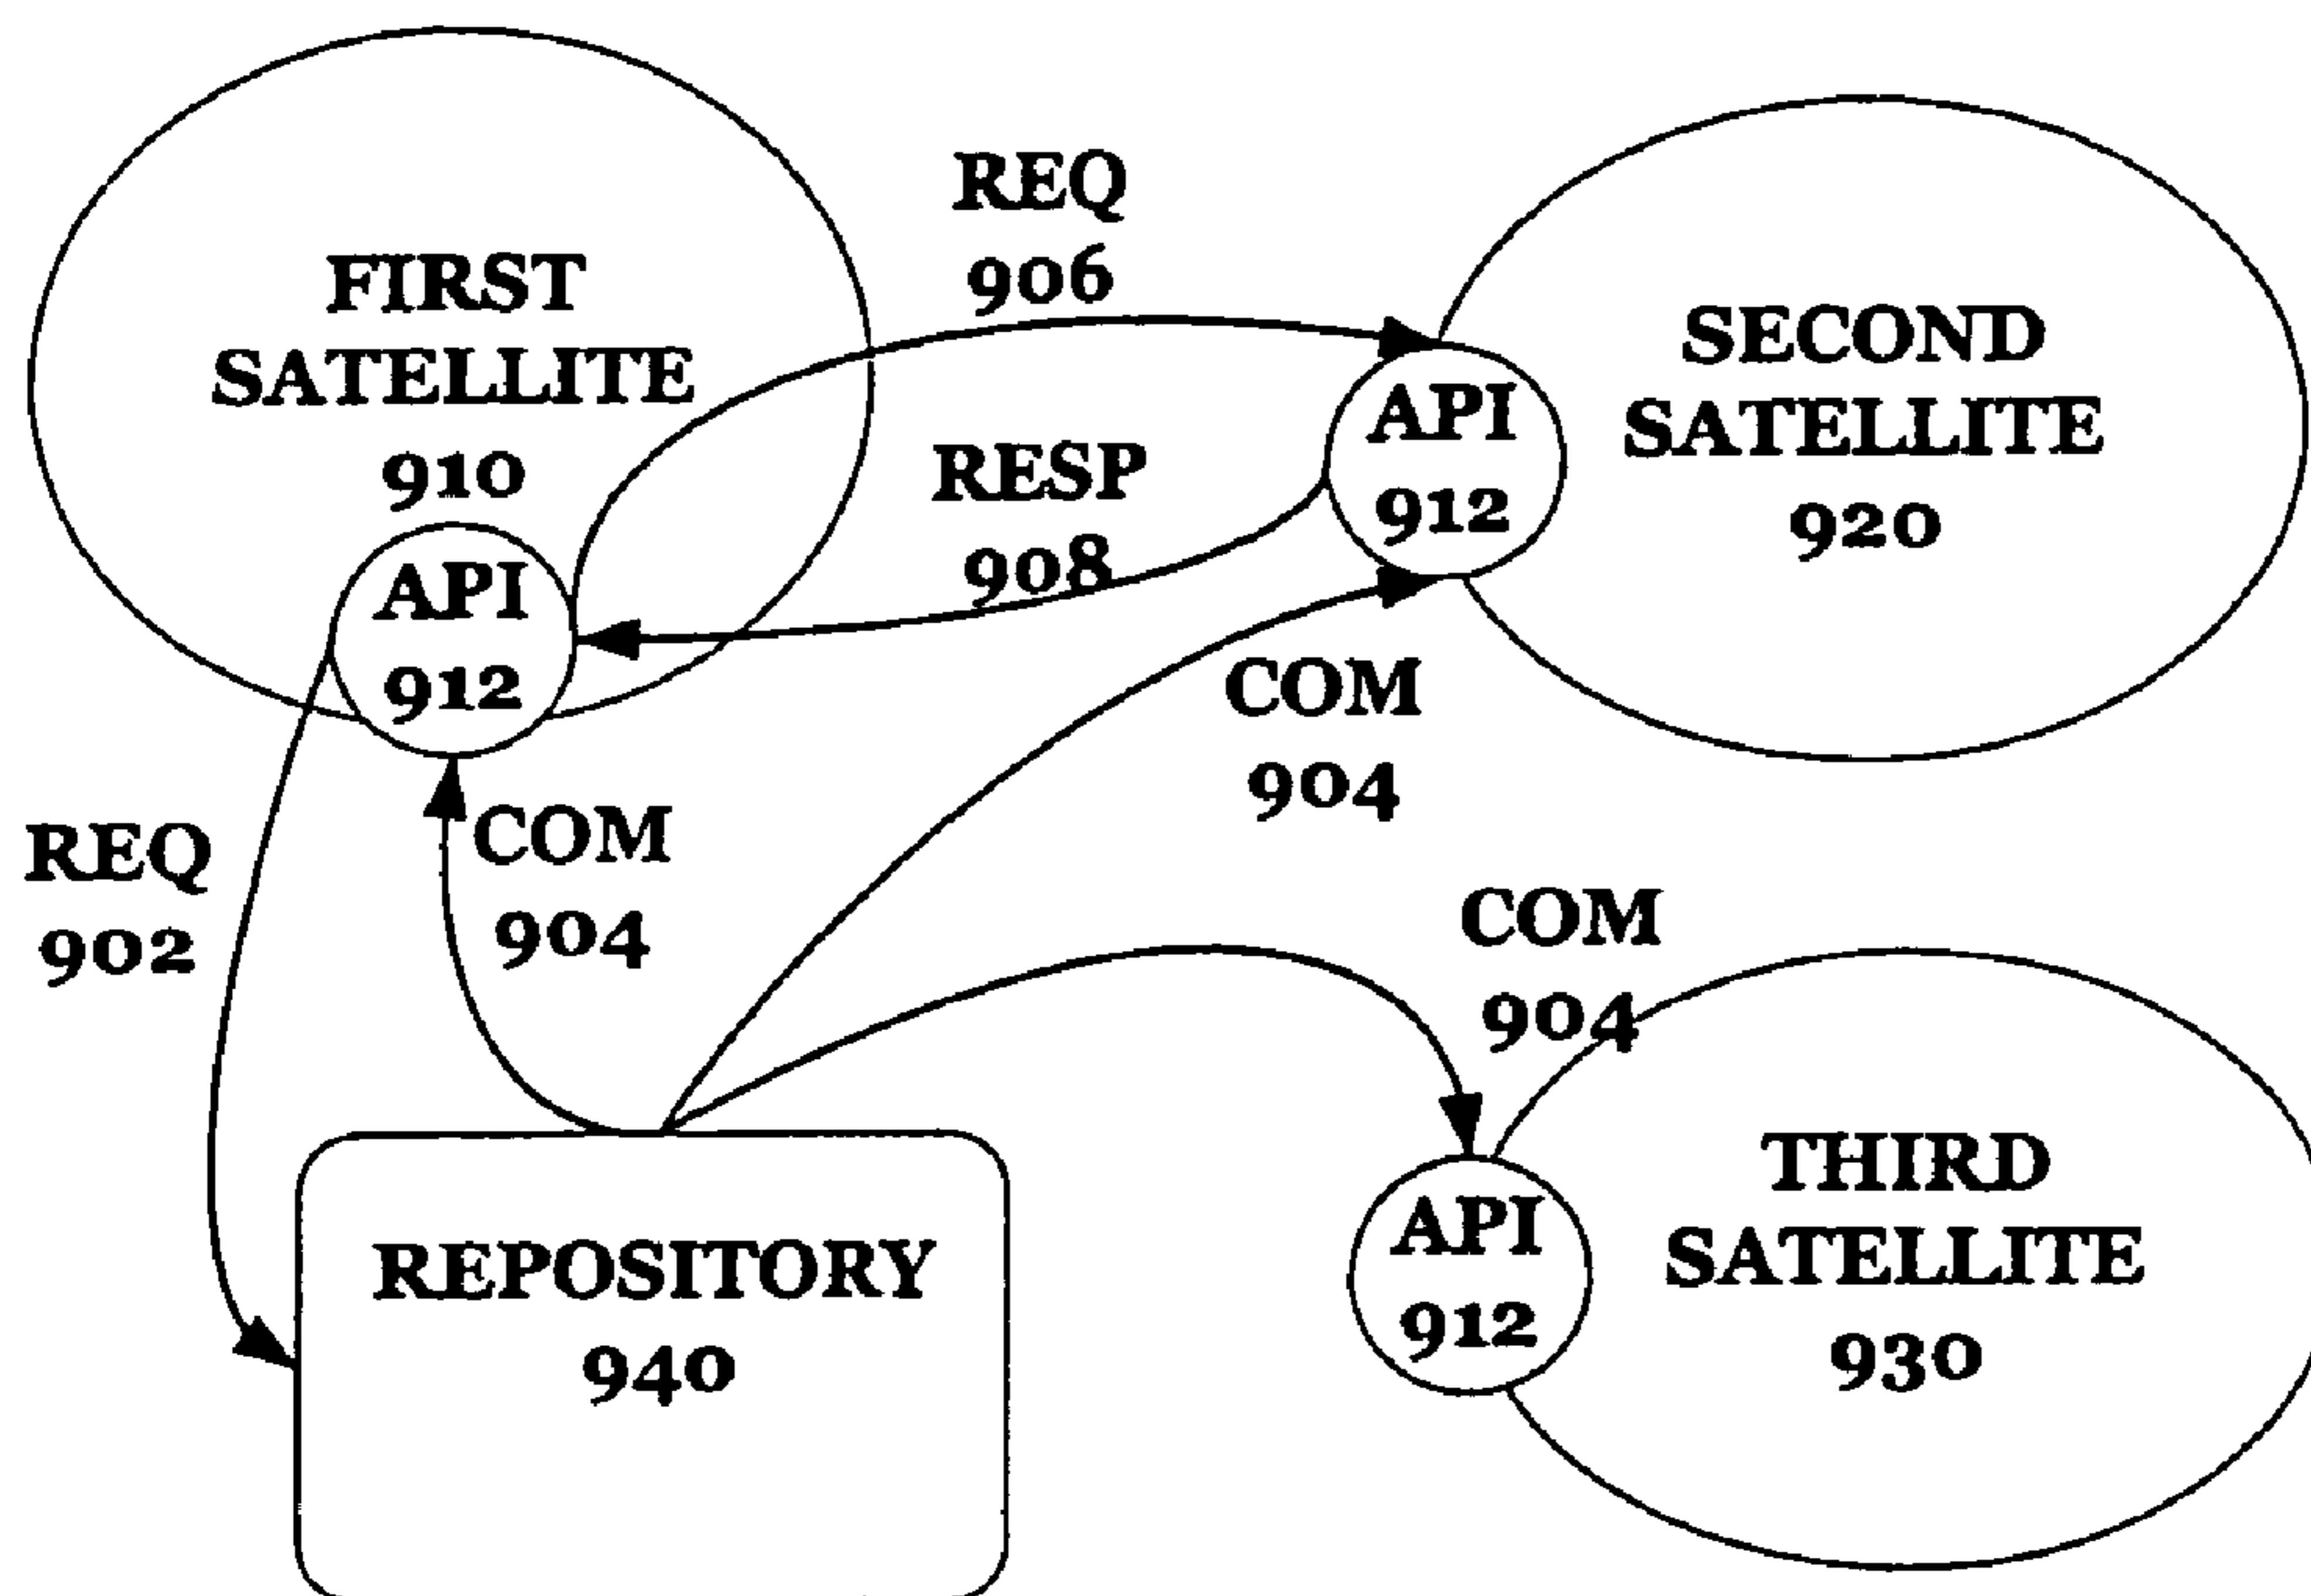 FIRST
SATELLITE
910
API
912
REQ
906
RESP
908
API
912
SECOND
SATELLITE
920
REQ
902
COM
904
COM
904
COM
904
REPOSITORY
940
API
912
THIRD
SATELLITE
930